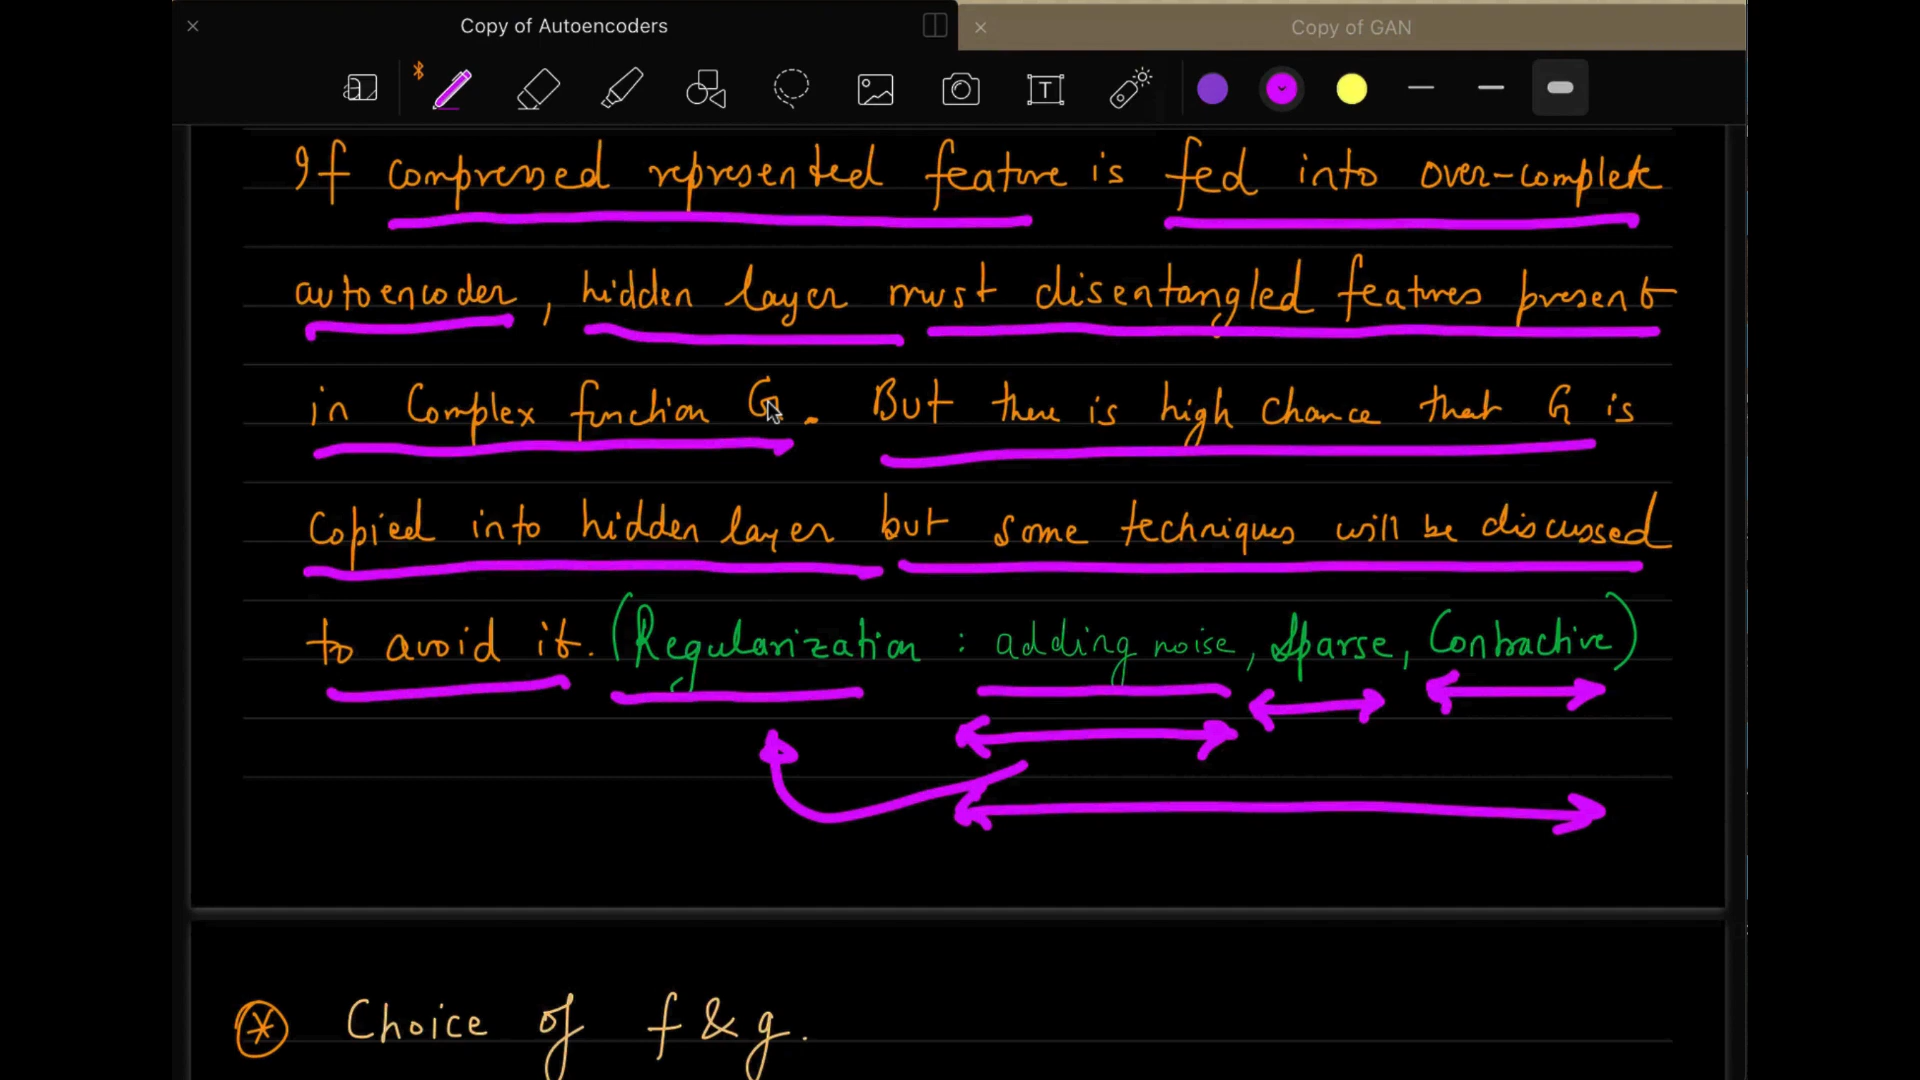 Copy of Autoencoders
Copy of GAN
If compressed represented feature is fed into over-complete
autoencoder, hidden layer must disentangled features present
in Complex function G. But there is high chance that G is
Copied into hidden layer but some techniques will be discussed
to avoid it. (Regularization : adding noise, Sparse, Contractive)
* Choice of f & g.